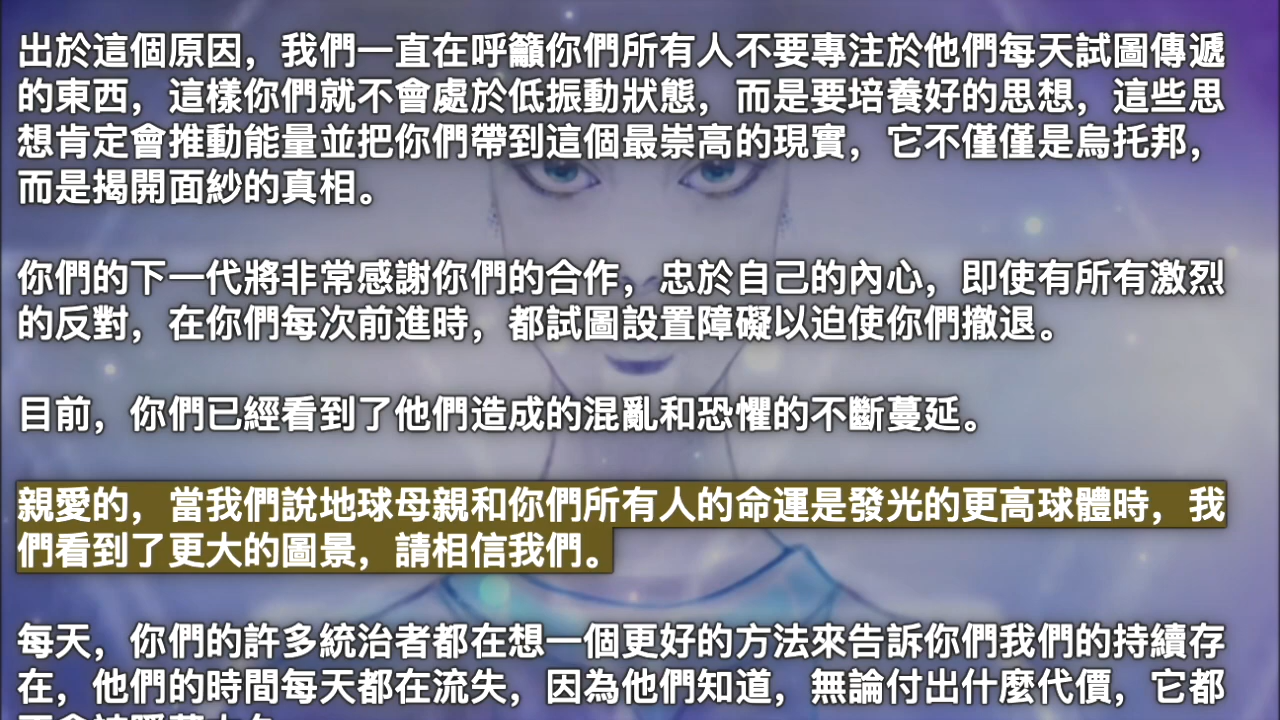 出於這個原因，我們一直在呼籲你們所有人不要專注於他們每天試圖傳遞
的東西，這樣你們就不會處於低振動狀態，而是要培養好的思想，這些思
想肯定會推動能量並把你們帶到這個最崇高的現實，它不僅僅是烏托邦，
而是揭開面紗的真相。
你們的下一代將非常感謝你們的合作，忠於自己的內心，即使有所有激烈
的反對，在你們每次前進時，都試圖設置障礙以迫使你們撤退。
目前，你們已經看到了他們造成的混亂和恐懼的不斷蔓延。
親愛的，當我們說地球母親和你們所有人的命運是發光的更高球體時，我
們看到了更大的圖景，請相信我們。
每天，你們的許多統治者都在想一個更好的方法來告訴你們我們的持續存
在，他們的時間每天都在流失，因為他們知道，無論付出什麼代價，它都